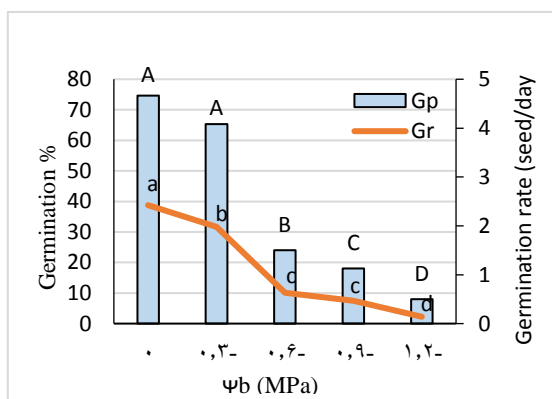 Germination %
80
70
60
50
40
30
20
10
0
A
A
B
C
D
a
b
c
c
d
Gp
Gr
5
4
3
2
1
0
Germination rate (seed/day)
۰
۰,۳-
۰,۶-
۰,۹-
۱,۲-
Ψb (MPa)